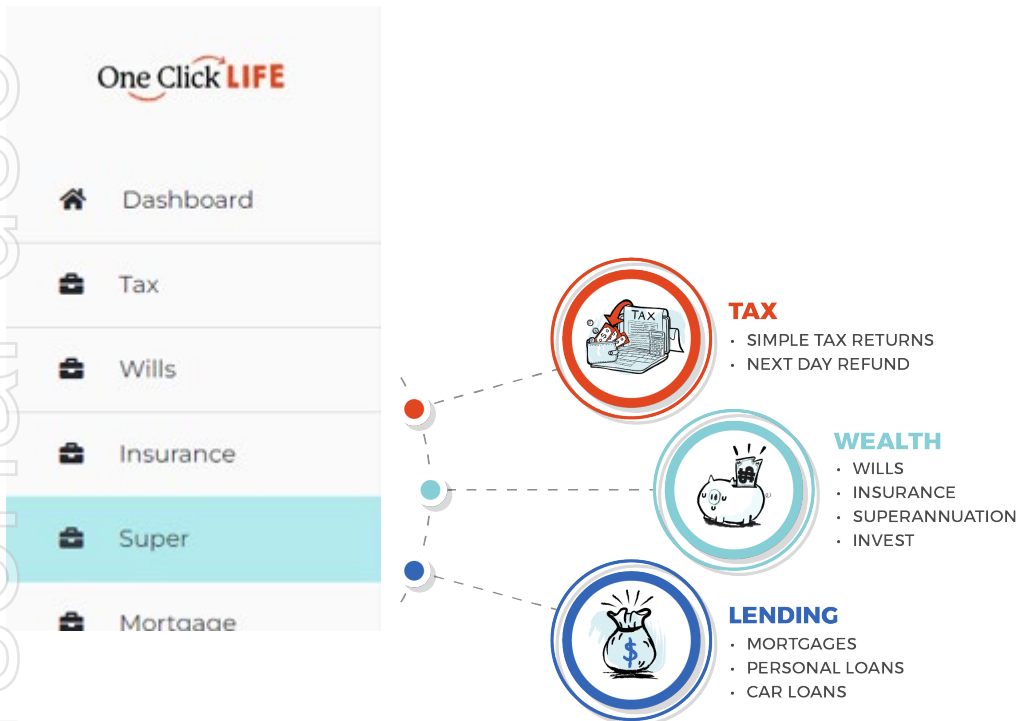 One Click LIFE
Dashboard
Tax
Wills
Insurance
Super
Mortgage
TAX
TAX
• SIMPLE TAX RETURNS
• NEXT DAY REFUND
WEALTH
• WILLS
• INSURANCE
• SUPERANNUATION
• INVEST
$
LENDING
• MORTGAGES
• PERSONAL LOANS
• CAR LOANS